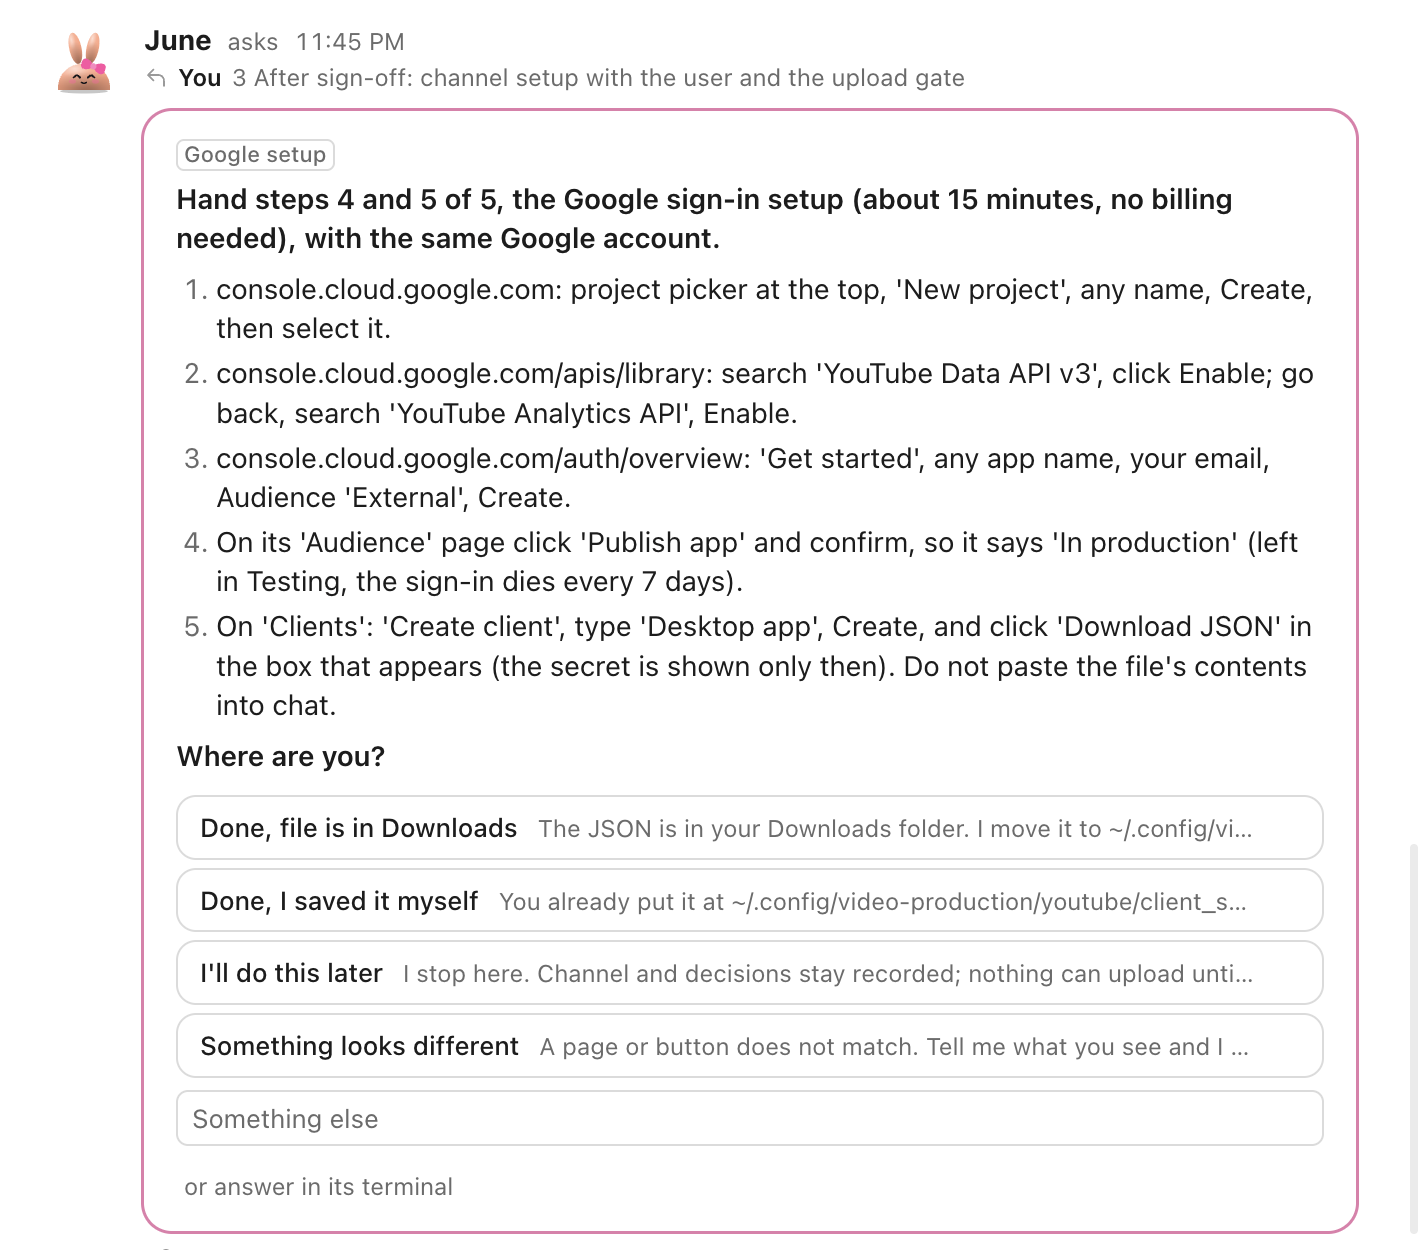 June asks 11:45 PM
You 3 After sign-off: channel setup with the user and the upload gate
Google setup
Hand steps 4 and 5 of 5, the Google sign-in setup (about 15 minutes, no billing
needed), with the same Google account.
1. console.cloud.google.com: project picker at the top, 'New project', any name, Create,
then select it.
2. console.cloud.google.com/apis/library: search 'YouTube Data API v3', click Enable; go
back, search 'YouTube Analytics API', Enable.
3. console.cloud.google.com/auth/overview: 'Get started', any app name, your email,
Audience 'External', Create.
4. On its 'Audience' page click 'Publish app' and confirm, so it says 'In production' (left
in Testing, the sign-in dies every 7 days).
5. On 'Clients': 'Create client', type 'Desktop app', Create, and click 'Download JSON' in
the box that appears (the secret is shown only then). Do not paste the file's contents
into chat.
Where are you?
Done, file is in Downloads The JSON is in your Downloads folder. I move it to ~/.config/vi...
Done, I saved it myself You already put it at ~/.config/video-production/youtube/client_s...
I'll do this later I stop here. Channel and decisions stay recorded; nothing can upload unti...
Something looks different A page or button does not match. Tell me what you see and I ...
Something else
or answer in its terminal